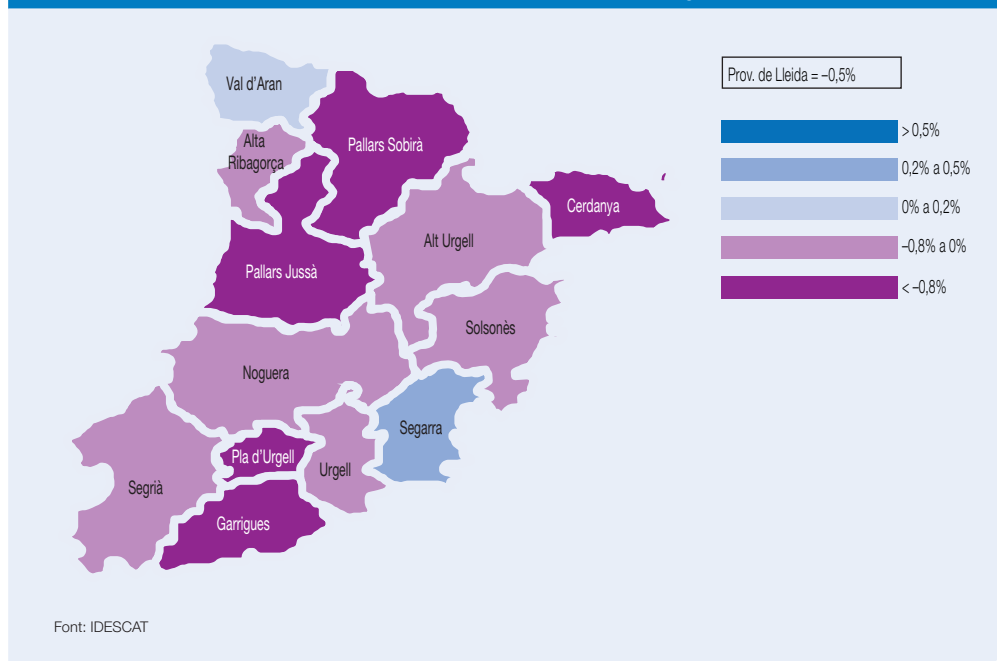 Prov. de Lleida = –0,5%
> 0,5%
0,2% a 0,5%
0% a 0,2%
–0,8% a 0%
< –0,8%
Val d'Aran
Alta
Ribagorça
Pallars Sobirà
Cerdanya
Alt Urgell
Pallars Jussà
Solsonès
Noguera
Segarra
Pla d'Urgell
Urgell
Segrià
Garrigues
Font: IDESCAT